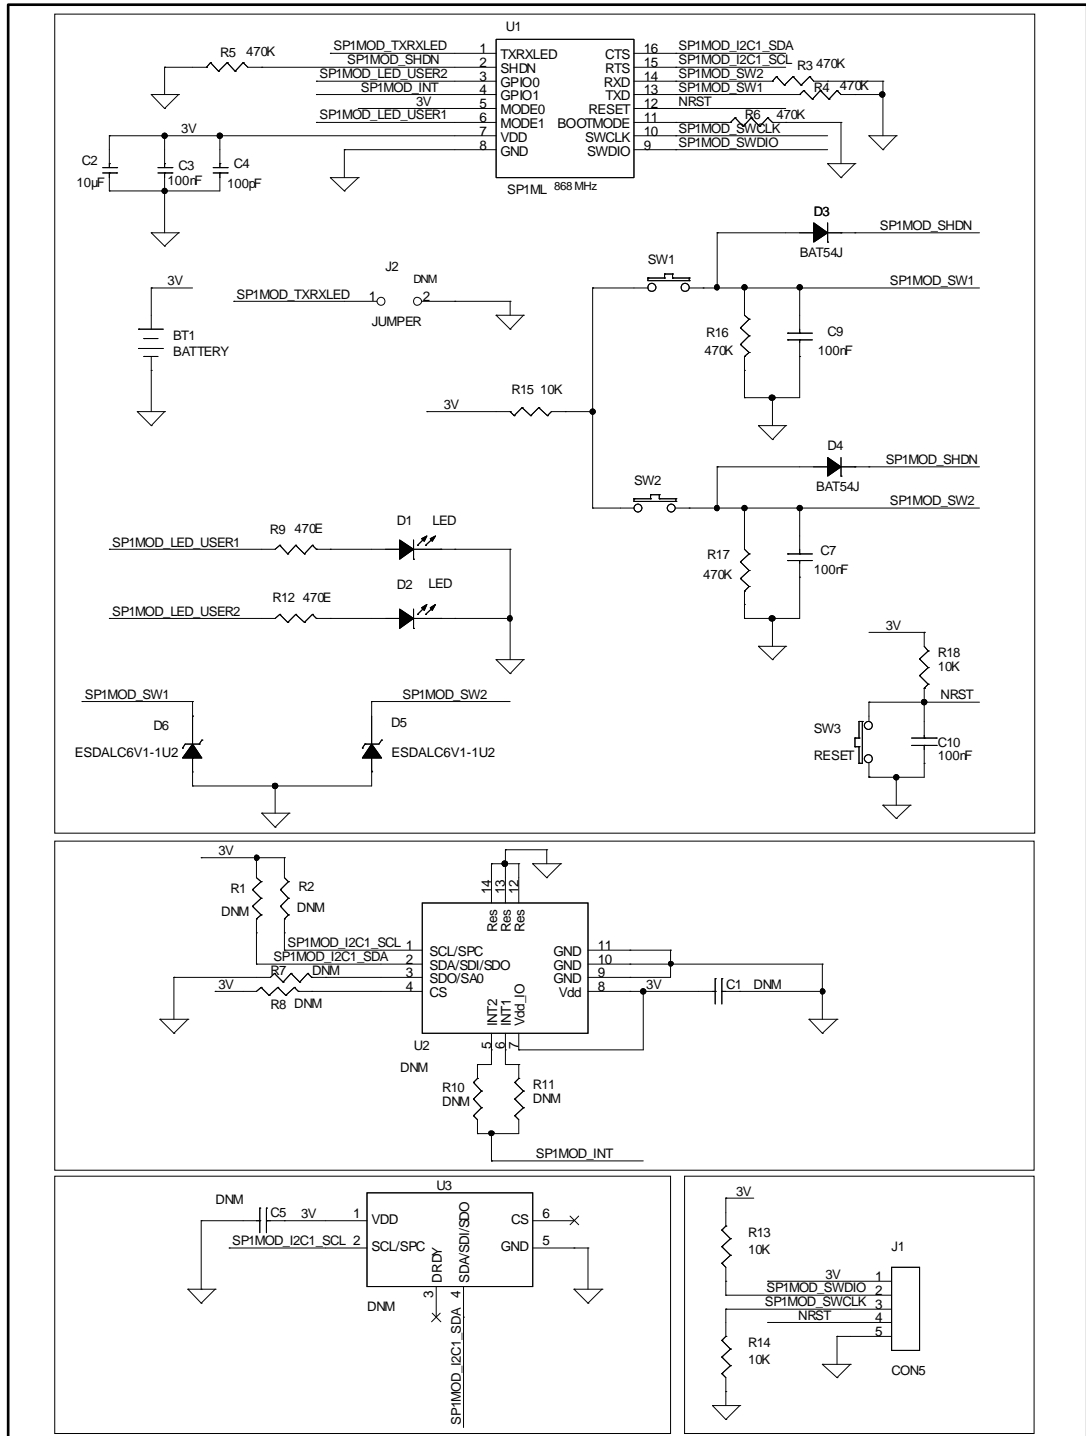 U1
R5 470K
SP1MOD_TXRXLED 1 TXRXLED
SP1MOD_SHDN 2 SHDN
SP1MOD_LED_USER2 3 GPIO0
SP1MOD_INT 4 GPIO1
3V 5 MODE0
SP1MOD_LED_USER1 6 MODE1
3V 7 VDD
8 GND
CTS 16 SP1MOD_I2C1_SDA
RTS 15 SP1MOD_I2C1_SCL
RXD 14 SP1MOD_SW2 R3 470K
TXD 13 SP1MOD_SW1 R4 470K
RESET 12 NRST
BOOTMODE 11 R6 470K
SWCLK 10 SP1MOD_SWCLK
SWDIO 9 SP1MOD_SWDIO
SP1ML 868 MHz
C2 10µF
C3 100nF
C4 100pF
3V
BT1
BATTERY
J2
DNM
SP1MOD_TXRXLED 1 2
JUMPER
D3
SP1MOD_SHDN
BAT54J
SW1
SP1MOD_SW1
R16
470K
C9
100nF
R15 10K
3V
D4
SP1MOD_SHDN
BAT54J
SW2
SP1MOD_SW2
R17
470K
C7
100nF
SP1MOD_LED_USER1 R9 470E D1 LED
SP1MOD_LED_USER2 R12 470E D2 LED
3V
R18
10K
NRST
SW3
RESET
C10
100nF
SP1MOD_SW1
D6
ESDALC6V1-1U2
SP1MOD_SW2
D5
ESDALC6V1-1U2
3V
R1
DNM
R2
DNM
14 13 12
Res Res Res
SP1MOD_I2C1_SCL 1 SCL/SPC
SP1MOD_I2C1_SDA 2 SDA/SDI/SDO
R7 DNM 3 SDO/SA0
3V R8 DNM 4 CS
GND 11
GND 10
GND 9
Vdd 8 3V C1 DNM
INT2 INT1 Vdd_IO
5 6 7
U2
DNM
R10
DNM
R11
DNM
SP1MOD_INT
U3
DNM
C5 3V 1 VDD
SP1MOD_I2C1_SCL 2 SCL/SPC
CS 6
GND 5
DRDY 3
SDA/SDI/SDO 4
DNM
SP1MOD_I2C1_SDA
3V
R13
10K
J1
3V 1
SP1MOD_SWDIO 2
SP1MOD_SWCLK 3
NRST 4
5
R14
10K
CON5